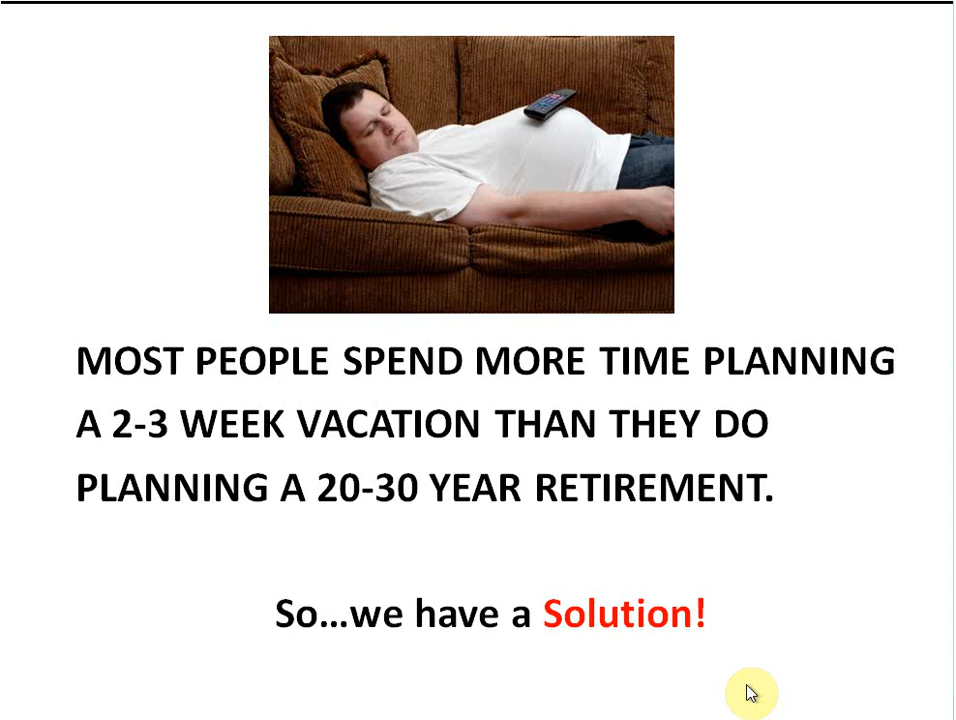 MOST PEOPLE SPEND MORE TIME PLANNING
A 2-3 WEEK VACATION THAN THEY DO
PLANNING A 20-30 YEAR RETIREMENT.
So…we have a Solution!